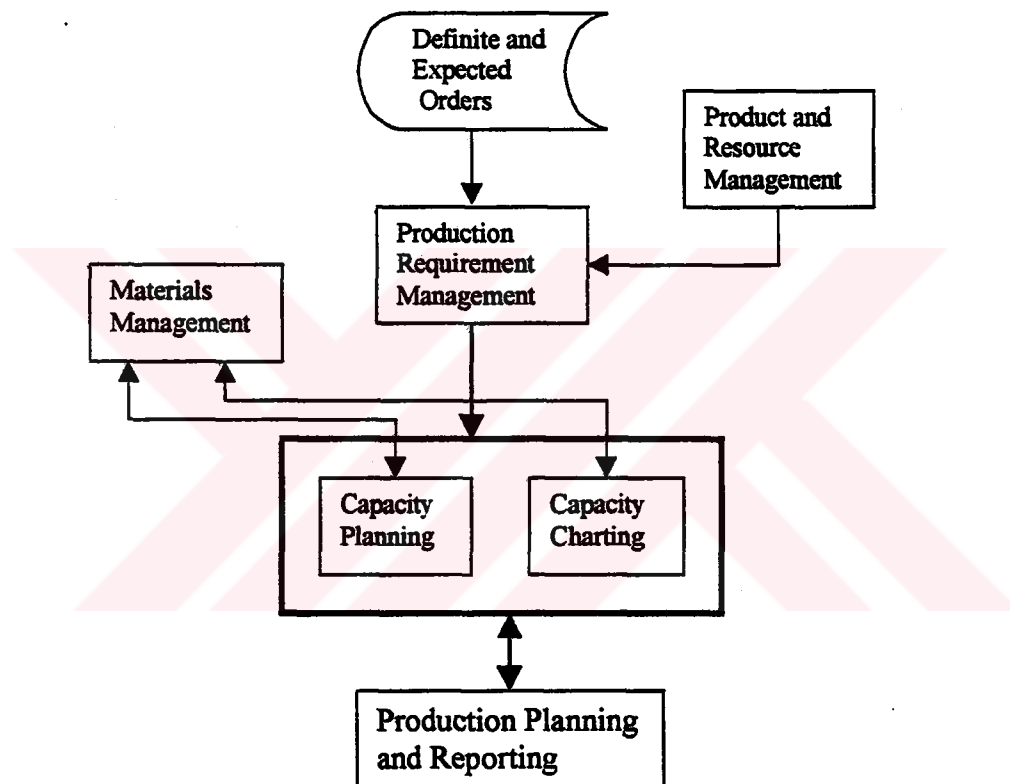 Definite and
Expected
Orders
Product and
Resource
Management
Production
Requirement
Management
Materials
Management
Capacity
Planning
Capacity
Charting
Production Planning
and Reporting